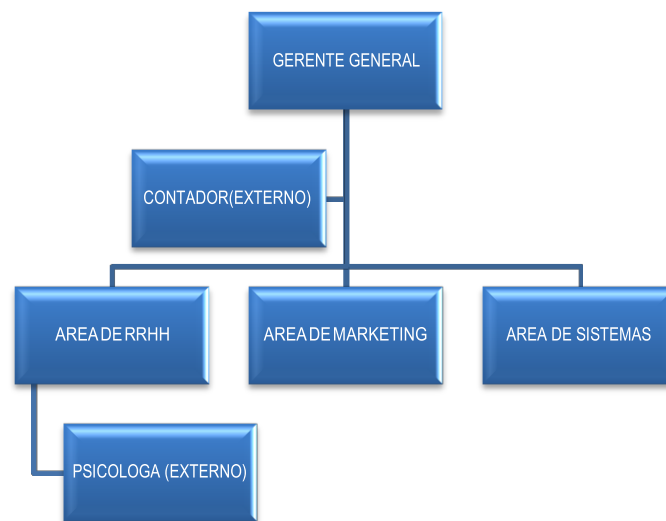 GERENTE GENERAL
CONTADOR(EXTERNO)
AREA DE RRHH
AREA DE MARKETING
AREA DE SISTEMAS
PSICOLOGA (EXTERNO)